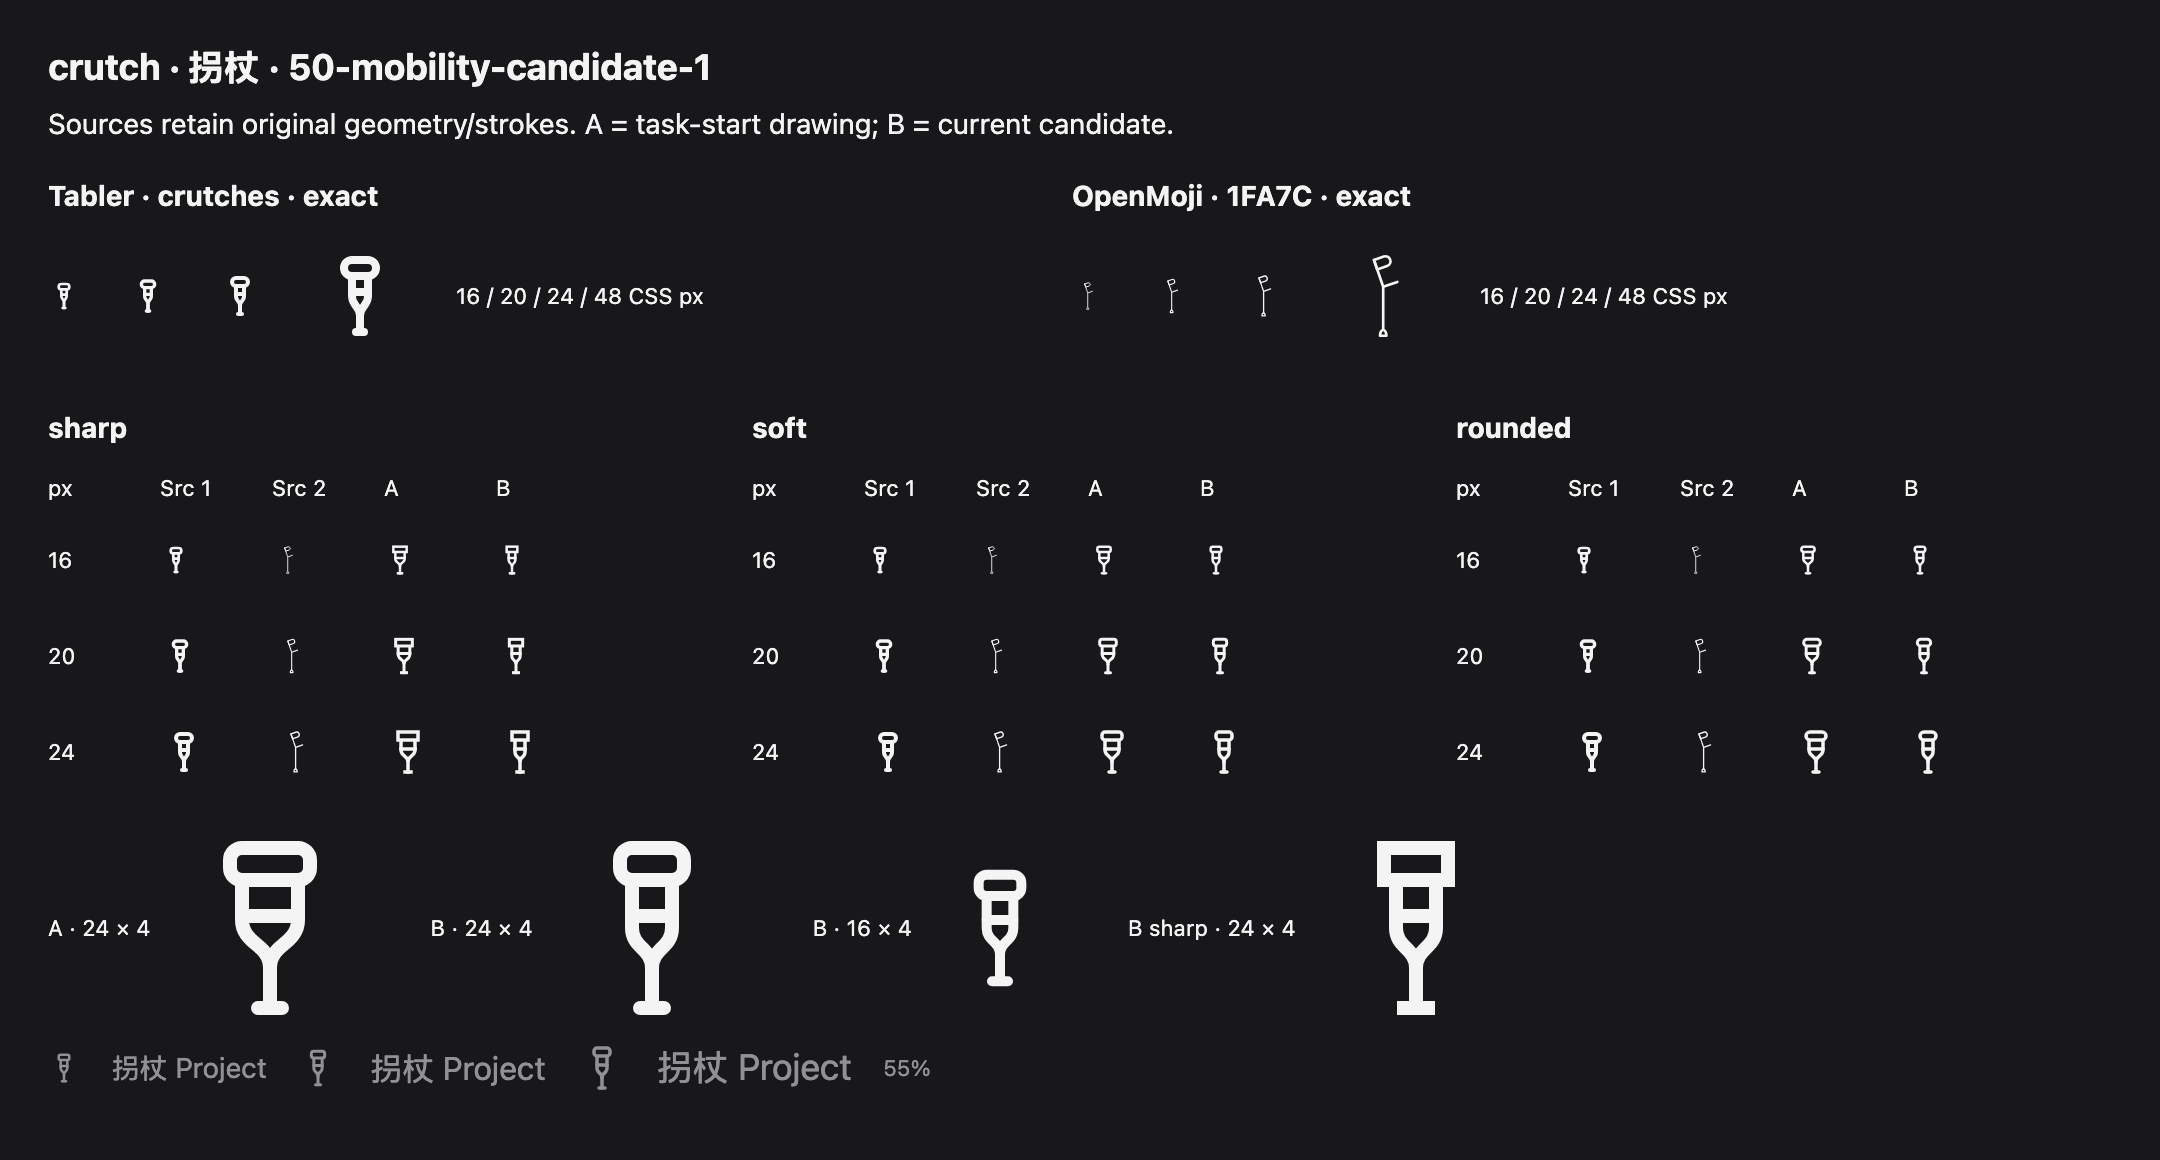 crutch · 拐杖 · 50-mobility-candidate-1
Sources retain original geometry/strokes. A = task-start drawing; B = current candidate.
Tabler · crutches · exact
16 / 20 / 24 / 48 CSS px
OpenMoji · 1FA7C · exact
16 / 20 / 24 / 48 CSS px
sharp
px Src 1 Src 2 A B
16
20
24
soft
px Src 1 Src 2 A B
16
20
24
rounded
px Src 1 Src 2 A B
16
20
24
A · 24 × 4
B · 24 × 4
B · 16 × 4
B sharp · 24 × 4
拐杖 Project 拐杖 Project 拐杖 Project 55%